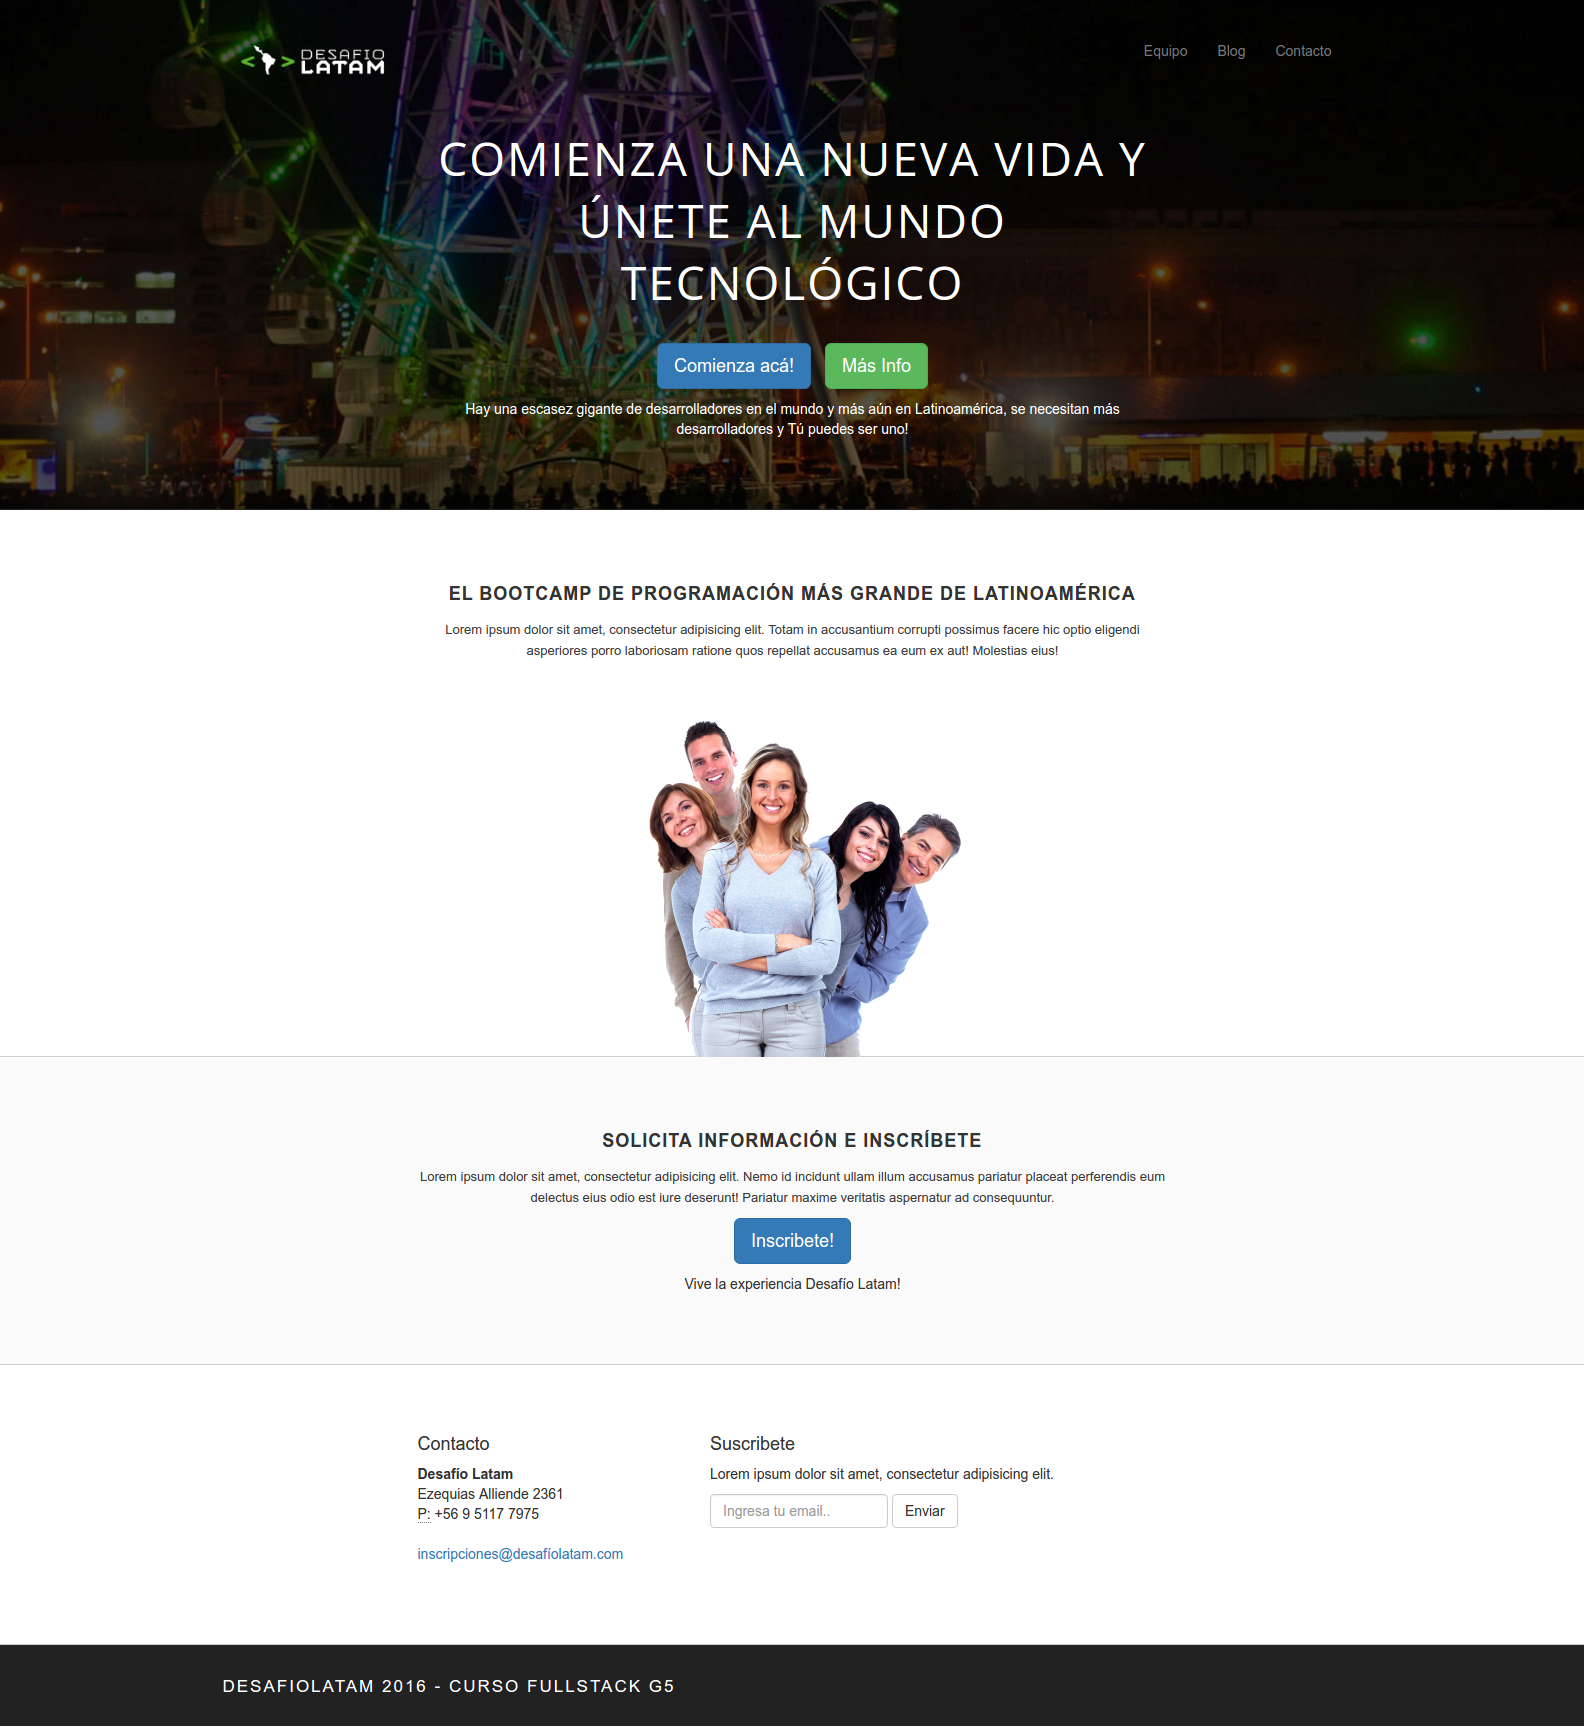 < > DESAFIO
LATAM
Equipo Blog Contacto
COMIENZA UNA NUEVA VIDA Y
ÚNETE AL MUNDO
TECNOLÓGICO
Comienza acá! Más Info
Hay una escasez gigante de desarrolladores en el mundo y más aún en Latinoamérica, se necesitan más
desarrolladores y Tú puedes ser uno!
EL BOOTCAMP DE PROGRAMACIÓN MÁS GRANDE DE LATINOAMÉRICA
Lorem ipsum dolor sit amet, consectetur adipisicing elit. Totam in accusantium corrupti possimus facere hic optio eligendi
asperiores porro laboriosam ratione quos repellat accusamus ea eum ex aut! Molestias eius!
SOLICITA INFORMACIÓN E INSCRÍBETE
Lorem ipsum dolor sit amet, consectetur adipisicing elit. Nemo id incidunt ullam illum accusamus pariatur placeat perferendis eum
delectus eius odio est iure deserunt! Pariatur maxime veritatis aspernatur ad consequuntur.
Inscribete!
Vive la experiencia Desafío Latam!
Contacto
Desafío Latam
Ezequias Alliende 2361
P: +56 9 5117 7975
inscripciones@desafíolatam.com
Suscribete
Lorem ipsum dolor sit amet, consectetur adipisicing elit.
Ingresa tu email.. Enviar
DESAFIOLATAM 2016 - CURSO FULLSTACK G5